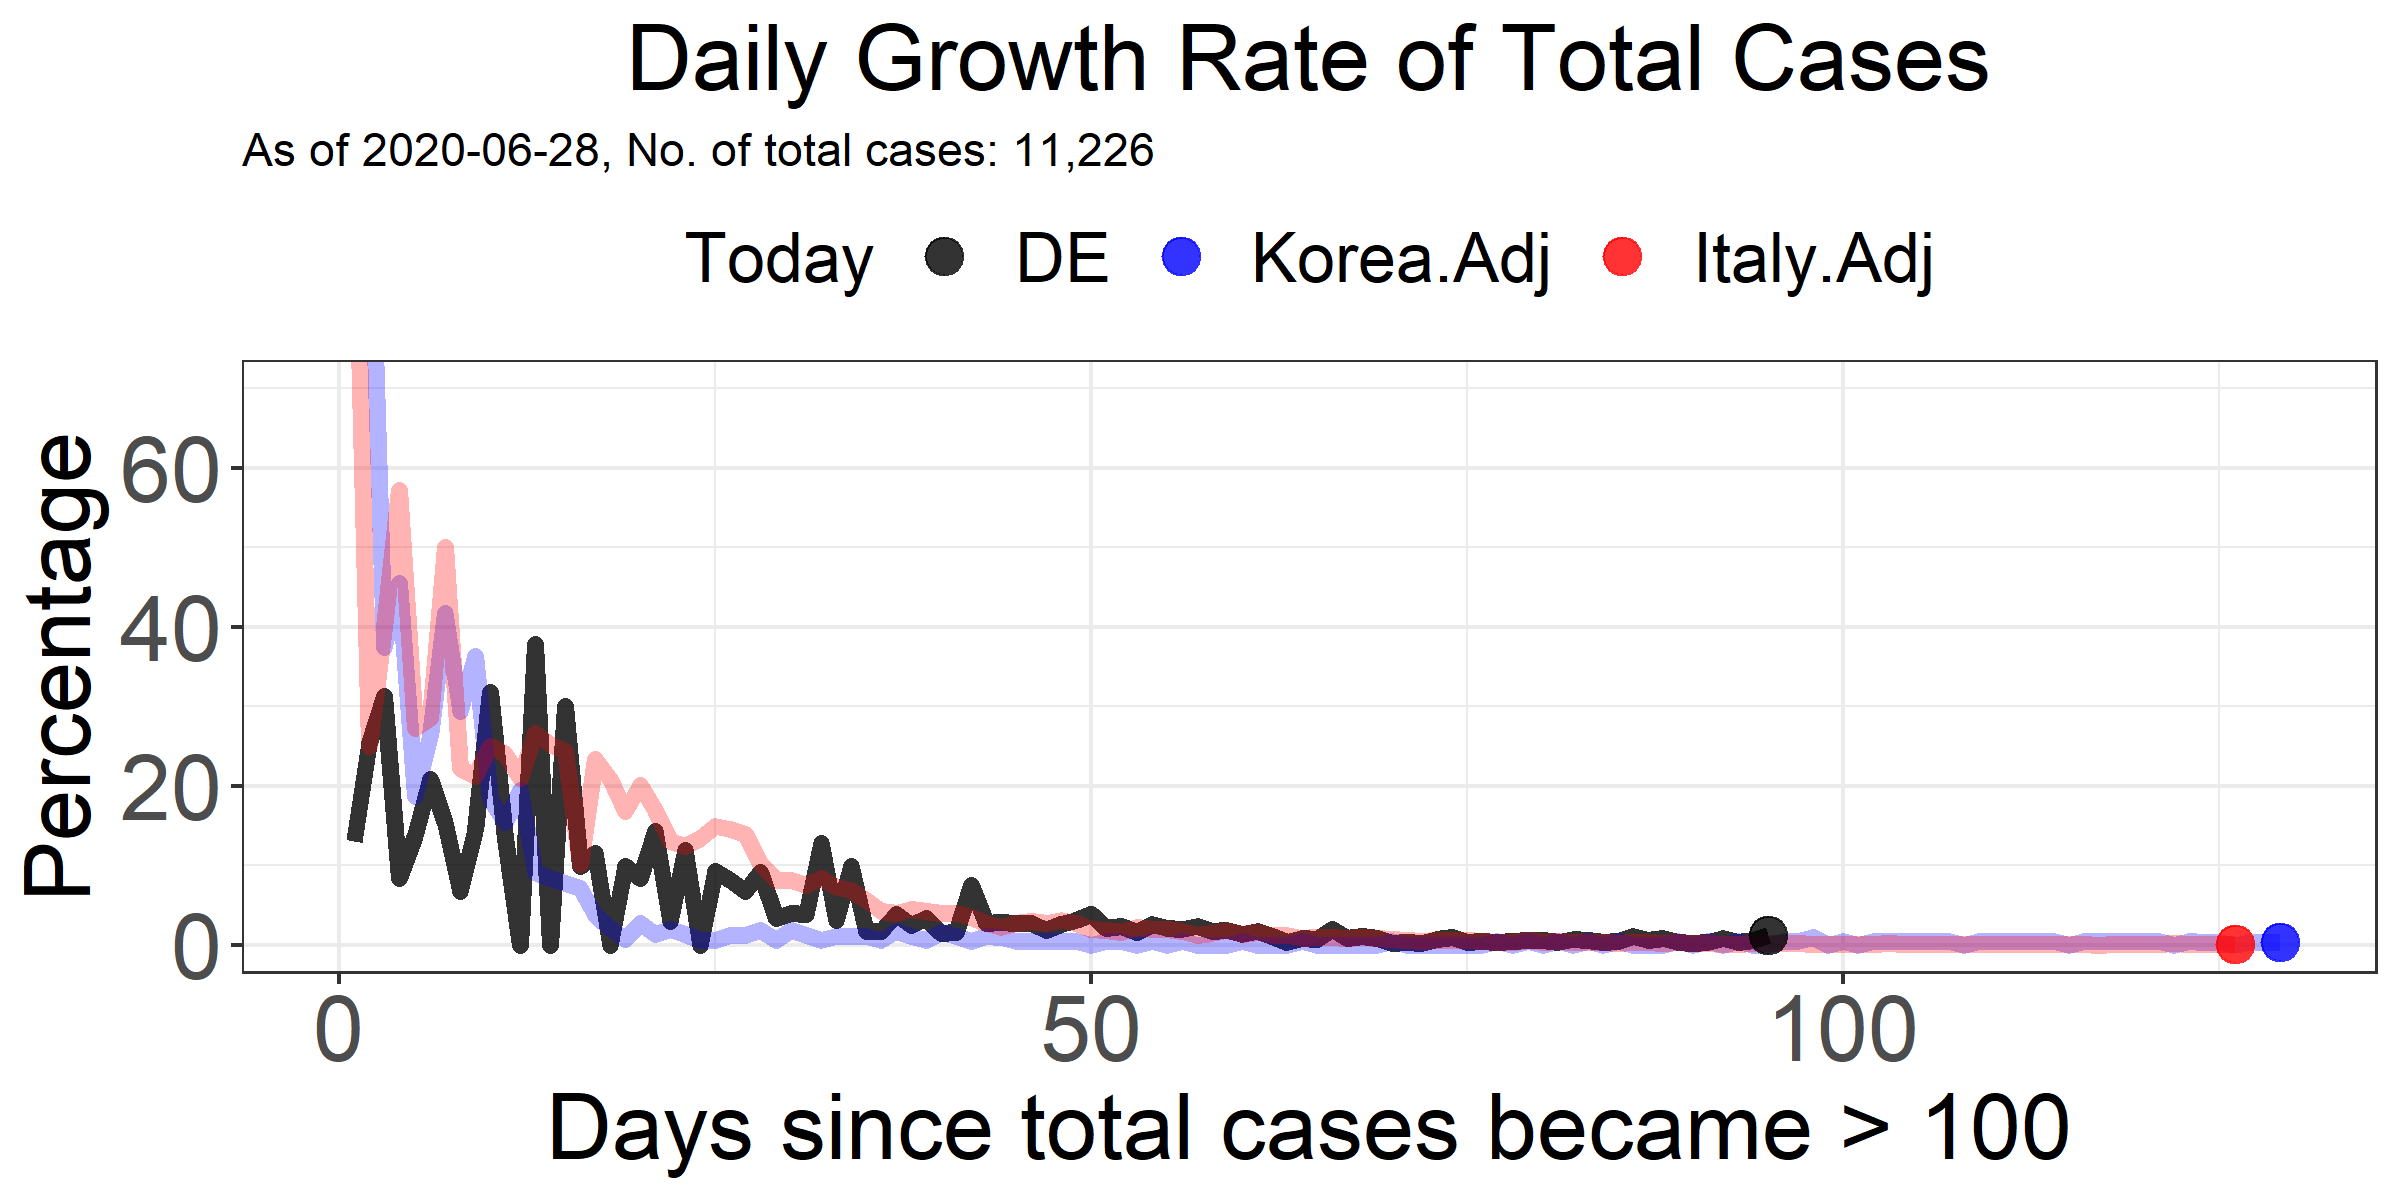 Daily Growth Rate of Total Cases
As of 2020-06-28, No. of total cases: 11,226
Today DE Korea.Adj Italy.Adj
Percentage
60
40
20
0
0 50 100
Days since total cases became > 100